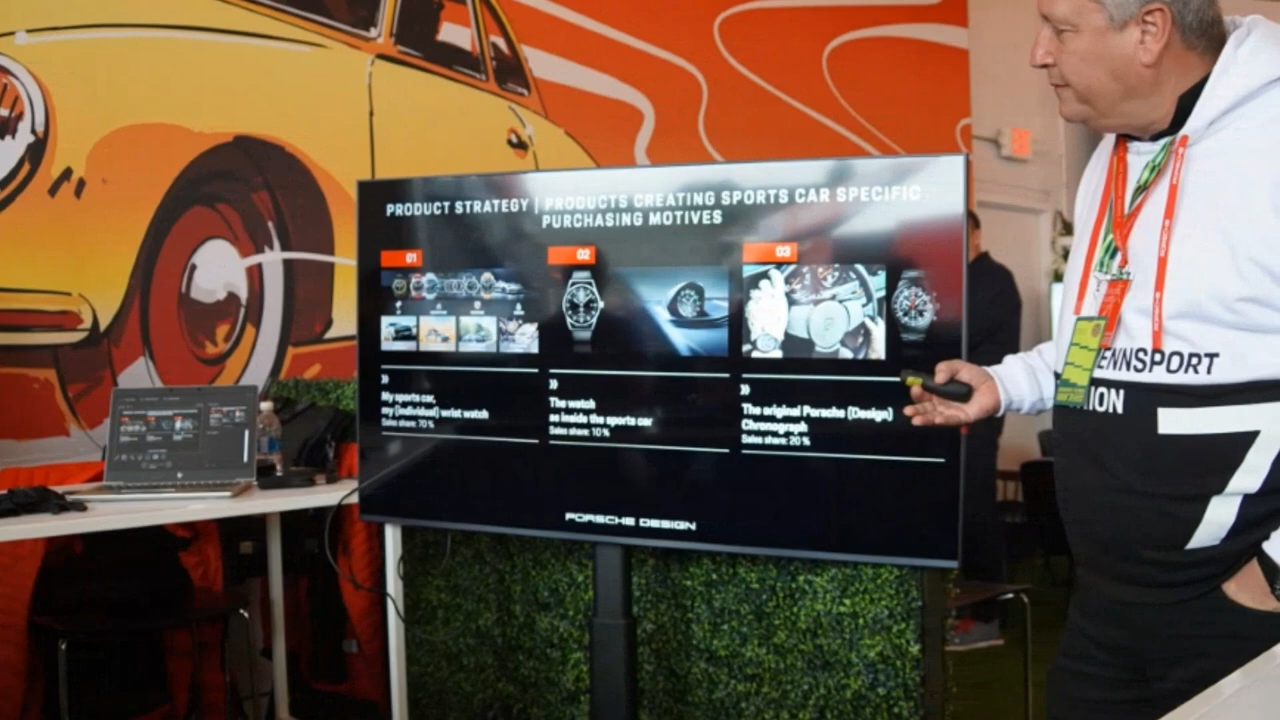 PRODUCT STRATEGY | PRODUCTS CREATING SPORTS CAR SPECIFIC
PURCHASING MOTIVES
01
02
03
»
My sports car,
my (individual) wrist watch
Sales share: 70 %
»
The watch
as inside the sports car
Sales share: 10 %
»
The original Porsche (Design)
Chronograph
Sales share: 20 %
PORSCHE DESIGN
ENNSPORT
ION
7